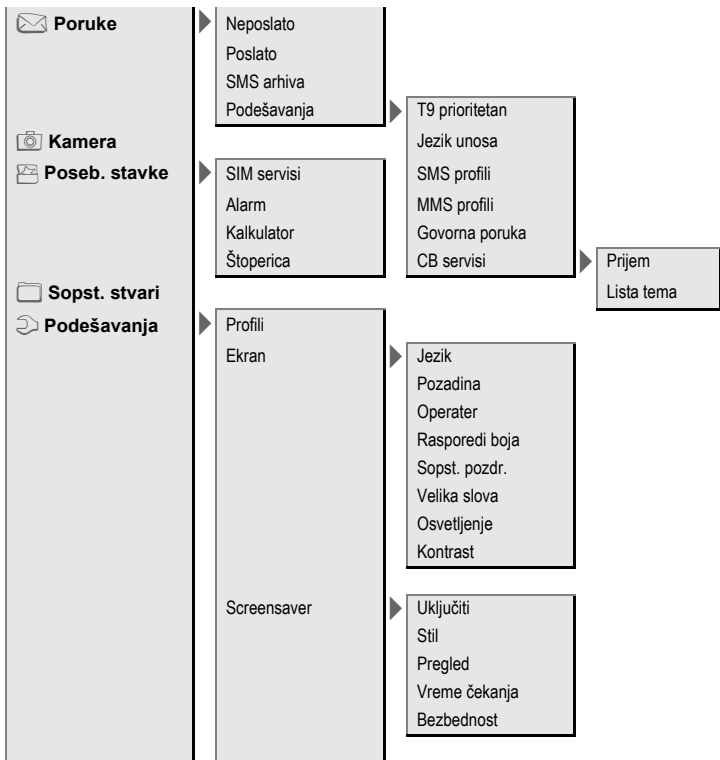 Poruke
Neposlato
Poslato
SMS arhiva
Podešavanja
T9 prioritetan
Jezik unosa
SMS profili
MMS profili
Govorna poruka
CB servisi
Prijem
Lista tema
Kamera
Poseb. stavke
SIM servisi
Alarm
Kalkulator
Štoperica
Sopst. stvari
Podešavanja
Profili
Ekran
Jezik
Pozadina
Operater
Rasporedi boja
Sopst. pozdr.
Velika slova
Osvetljenje
Kontrast
Screensaver
Uključiti
Stil
Pregled
Vreme čekanja
Bezbednost